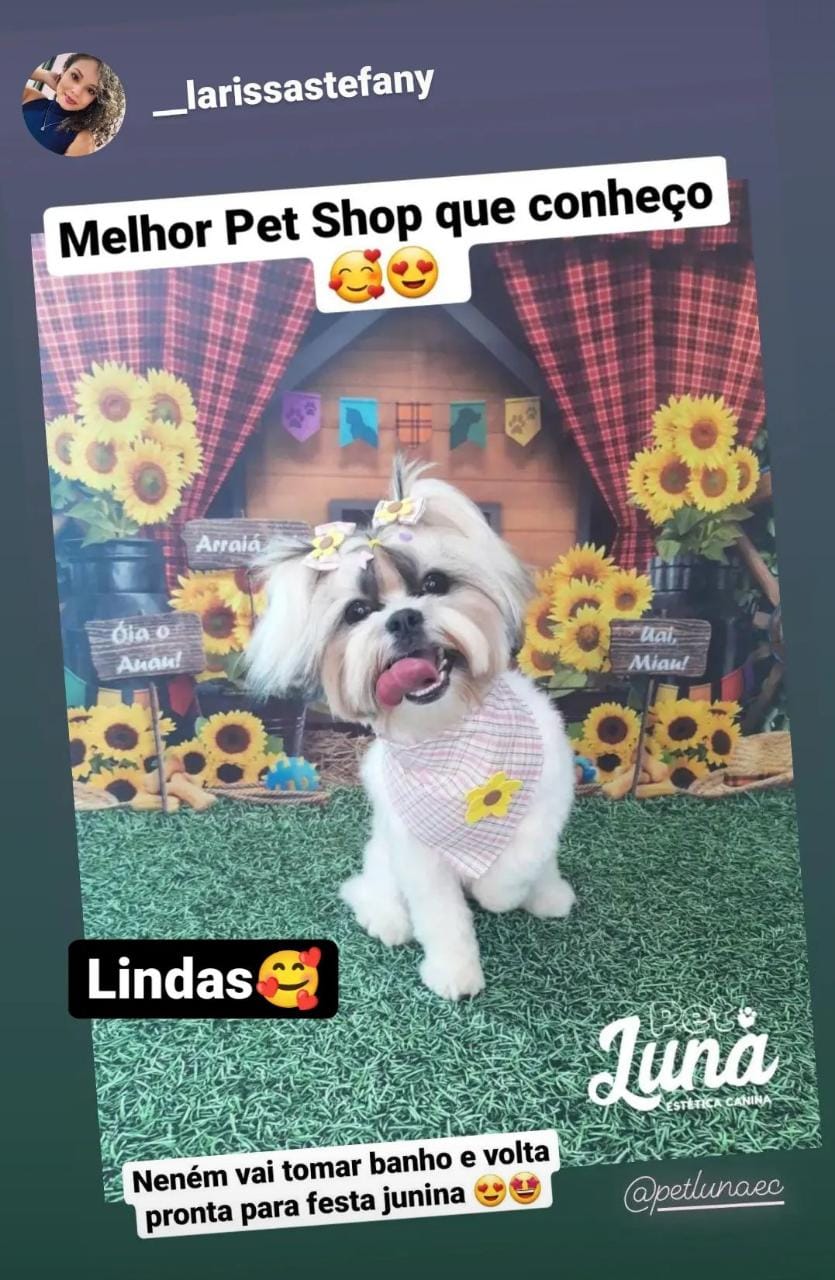 __larissastefany
Melhor Pet Shop que conheço
🥰😍
Arraiá
Óia o
Auau!
Uai,
Miau!
Lindas🥰
Pet
Luna
ESTÉTICA CANINA
Neném vai tomar banho e volta
pronta para festa junina 😍🤩
@petlunaec